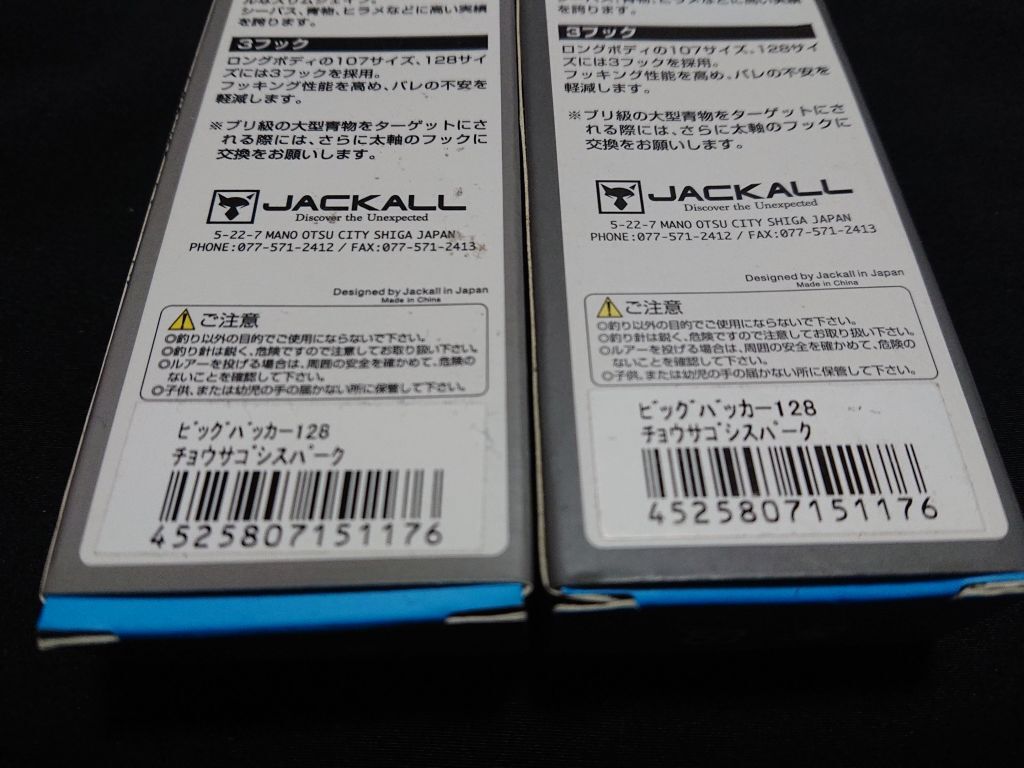 シーバス、青物、ヒラメなどに高い実績
を誇ります。
3フック
ロングボディの107サイズ、128サイ
ズには3フックを採用。
フッキング性能を高め、バレの不安を
軽減します。
※ブリ級の大型青物をターゲットにさ
れる際には、さらに太軸のフックに
交換をお願いします。
JACKALL
Discover the Unexpected
5-22-7 MANO OTSU CITY SHIGA JAPAN
PHONE:077-571-2412 / FAX:077-571-2413
Designed by Jackall in Japan
Made in China
ご注意
◎釣り以外の目的でご使用にならないで下さい。
◎釣り針は鋭く、危険ですので注意してお取り扱い下さい。
◎ルアーを投げる場合は、周囲の安全を確かめて、危険の
ないことを確認して下さい。
◎子供、または幼児の手の届かない所に保管して下さい。
ビッグバッカー128
チョウサゴシスパーク
4525807151176
を誇ります。
3フック
ロングボディの107サイズ、128サイ
ズには3フックを採用。
フッキング性能を高め、バレの不安を
軽減します。
※ブリ級の大型青物をターゲットにさ
れる際には、さらに太軸のフックに
交換をお願いします。
JACKALL
Discover the Unexpected
5-22-7 MANO OTSU CITY SHIGA JAPAN
PHONE:077-571-2412 / FAX:077-571-2413
Designed by Jackall in Japan
Made in China
ご注意
◎釣り以外の目的でご使用にならないで下さい。
◎釣り針は鋭く、危険ですので注意してお取り扱い下さい。
◎ルアーを投げる場合は、周囲の安全を確かめて、危険の
ないことを確認して下さい。
◎子供、または幼児の手の届かない所に保管して下さい。
ビッグバッカー128
チョウサゴシスパーク
4525807151176